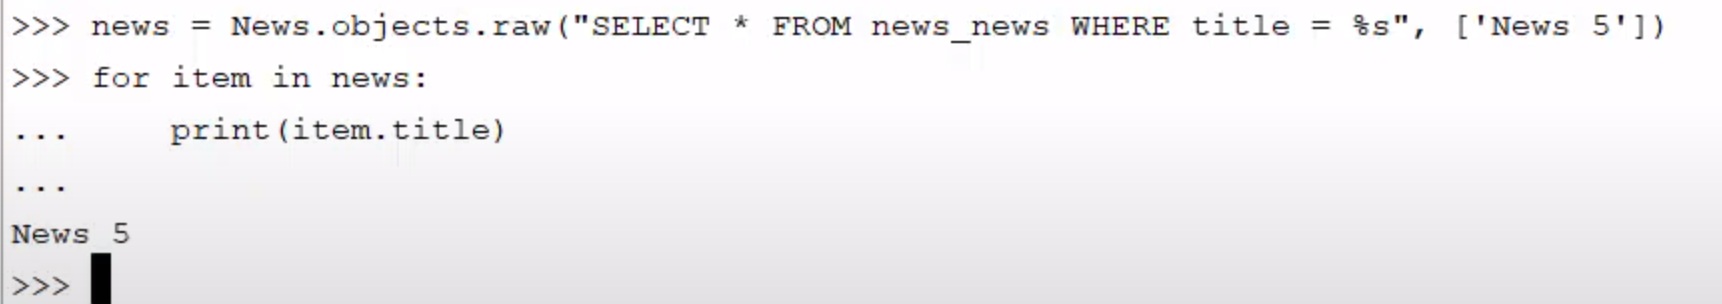 >>> news = News.objects.raw("SELECT * FROM news_news WHERE title = %s", ['News 5'])
>>> for item in news:
...     print(item.title)
...
News 5
>>>